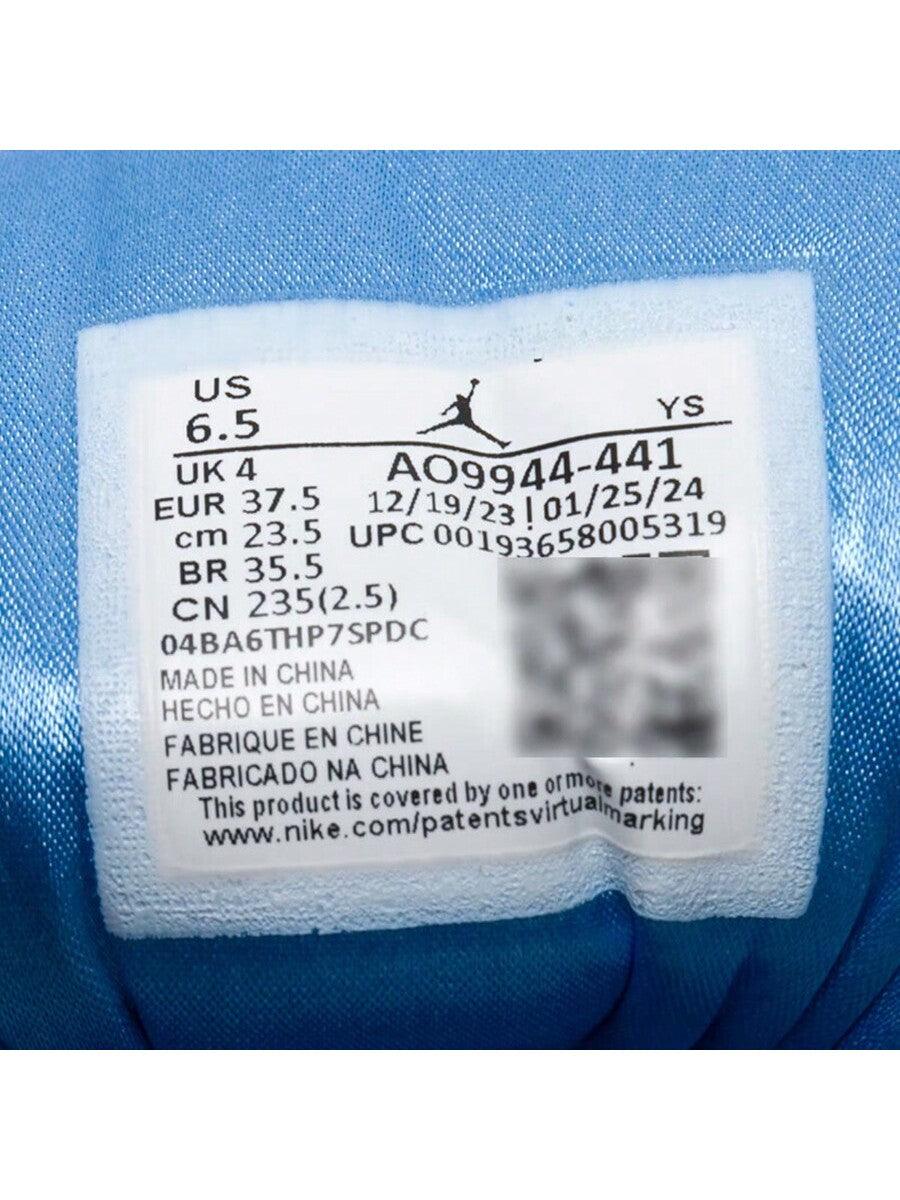 US
6.5
YS
UK 4
AO9944-441
EUR 37.5
12/19/23 | 01/25/24
cm 23.5
UPC 00193658005319
BR 35.5
CN 235(2.5)
04BA6THP7SPDC
MADE IN CHINA
HECHO EN CHINA
FABRIQUE EN CHINE
FABRICADO NA CHINA
This product is covered by one or more patents:
www.nike.com/patentsvirtualmarking